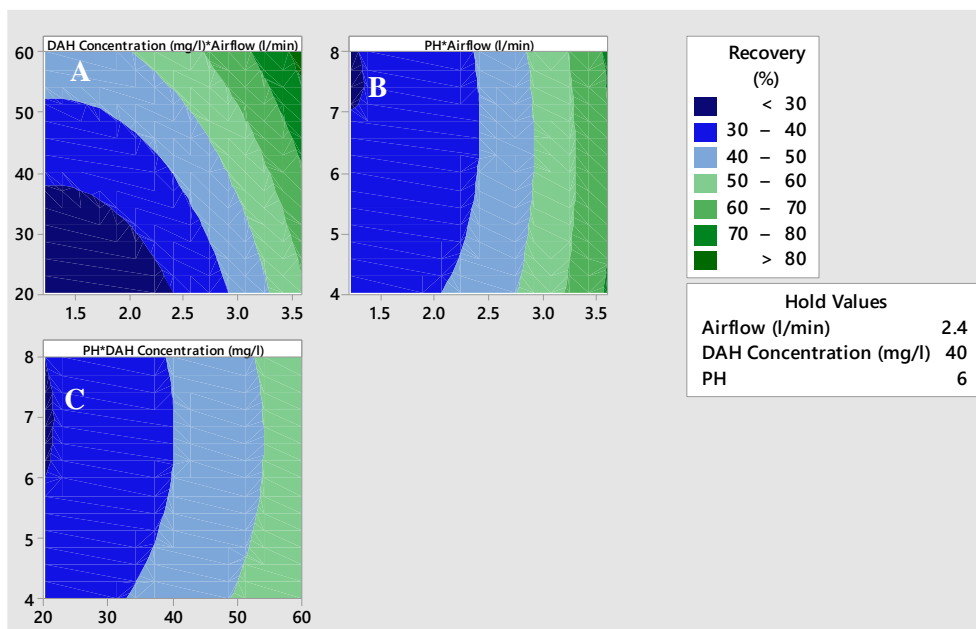 DAH Concentration (mg/l)*Airflow (l/min)
A
60
50
40
30
20
1.5 2.0 2.5 3.0 3.5
PH*Airflow (l/min)
B
8
7
6
5
4
1.5 2.0 2.5 3.0 3.5
PH*DAH Concentration (mg/l)
C
8
7
6
5
4
20 30 40 50 60
Recovery
(%)
< 30
30 – 40
40 – 50
50 – 60
60 – 70
70 – 80
> 80
Hold Values
Airflow (l/min) 2.4
DAH Concentration (mg/l) 40
PH 6